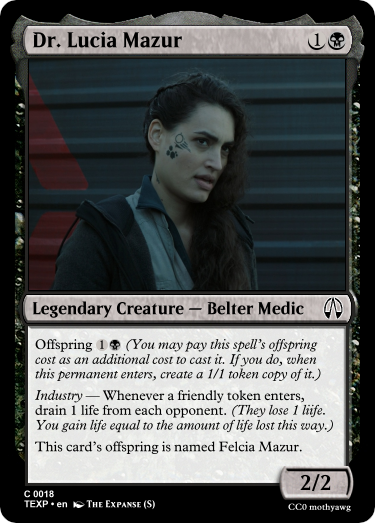 Dr. Lucia Mazur
1
Legendary Creature — Belter Medic
Offspring 1 (You may pay this spell's offspring
cost as an additional cost to cast it. If you do, when
this permanent enters, create a 1/1 token copy of it.)
Industry — Whenever a friendly token enters,
drain 1 life from each opponent. (They lose 1 liife.
You gain life equal to the amount of life lost this way.)
This card's offspring is named Felcia Mazur.
2/2
C 0018
TEXP • en The Expanse (S)
CC0 mothyawg